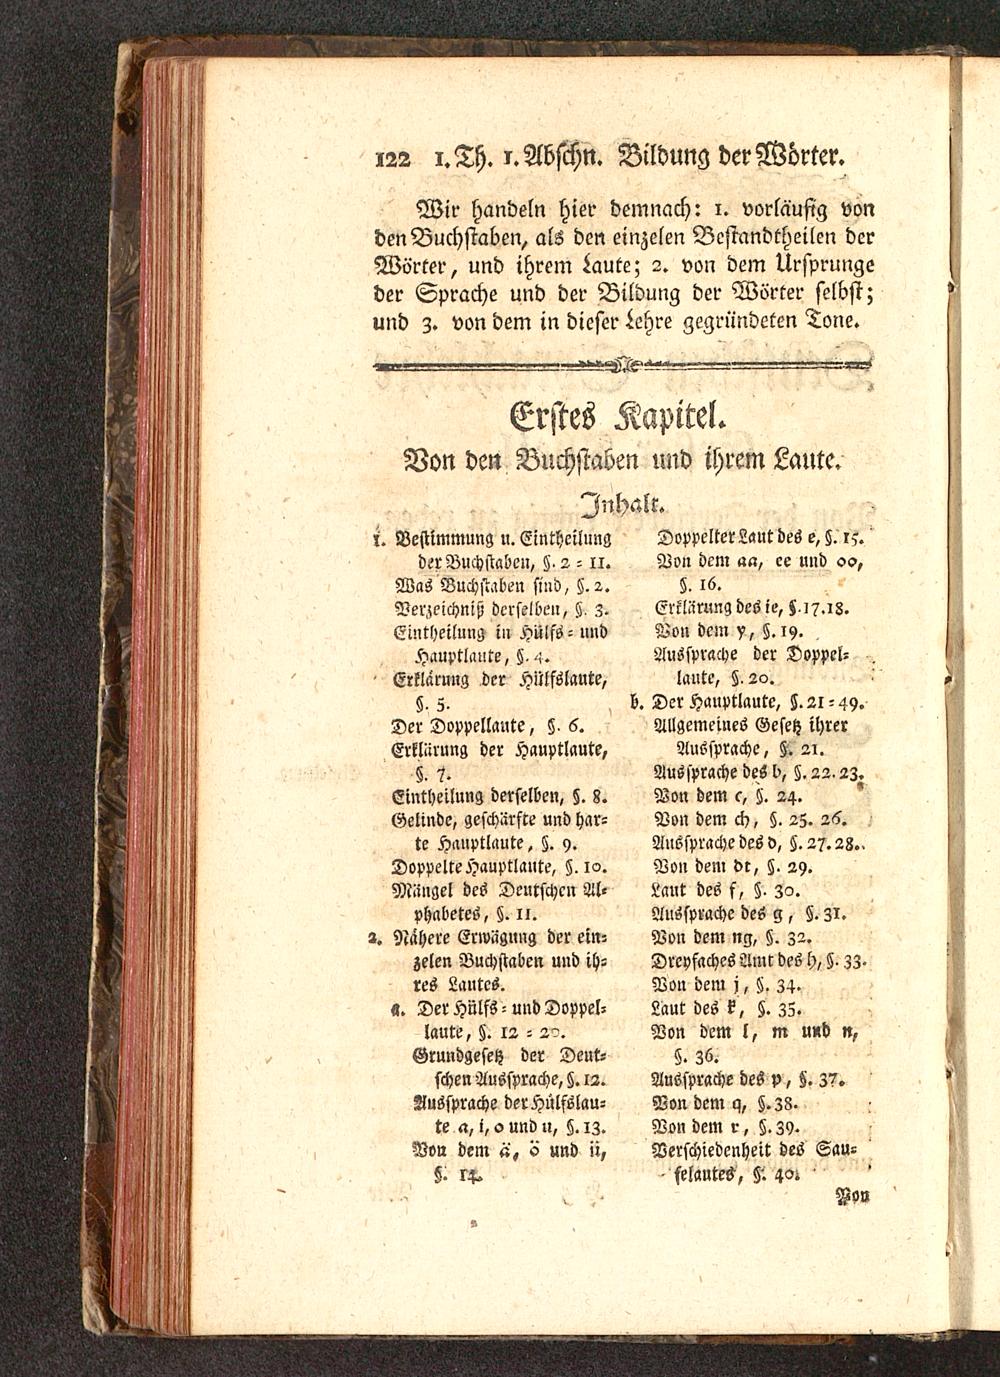 122 1. Th. 1. Abschn. Bildung der Wörter.
Wir handeln hier demnach: 1. vorläufig von
den Buchstaben, als den einzelen Bestandtheilen der
Wörter, und ihrem Laute; 2. von dem Ursprunge
der Sprache und der Bildung der Wörter selbst;
und 3. von dem in dieser Lehre gegründeten Tone.
Erstes Kapitel.
Von den Buchstaben und ihrem Laute.
Inhalt.
1. Bestimmung u. Eintheilung
der Buchstaben, §. 2 = 11.
Was Buchstaben sind, §. 2.
Verzeichniß derselben, §. 3.
Eintheilung in Hülfs= und
Hauptlaute, §. 4.
Erklärung der Hülfslaute,
§. 5.
Der Doppellaute, §. 6.
Erklärung der Hauptlaute,
§. 7.
Eintheilung derselben, §. 8.
Gelinde, geschärfte und har=
te Hauptlaute, §. 9.
Doppelte Hauptlaute, §. 10.
Mängel des Deutschen Al=
phabetes, §. 11.
2. Nähere Erwägung der ein=
zelen Buchstaben und ih=
res Lautes.
a. Der Hülfs= und Doppel=
laute, §. 12 = 20.
Grundgesetz der Deut=
schen Aussprache, §. 12.
Aussprache der Hülfslau=
te a, i, o und u, §. 13.
Von dem ä, ö und ü,
§. 14.
Doppelter Laut des e, §. 15.
Von dem aa, ee und oo,
§. 16.
Erklärung des ie, §. 17. 18.
Von dem y, §. 19.
Aussprache der Doppel=
laute, §. 20.
b. Der Hauptlaute, §. 21 = 49.
Allgemeines Gesetz ihrer
Aussprache, §. 21.
Aussprache des b, §. 22. 23.
Von dem c, §. 24.
Von dem ch, §. 25. 26.
Aussprache des d, §. 27. 28.
Von dem dt, §. 29.
Laut des f, §. 30.
Aussprache des g, §. 31.
Von dem ng, §. 32.
Dreyfaches Amt des h, §. 33.
Von dem j, §. 34.
Laut des k, §. 35.
Von dem l, m und n,
§. 36.
Aussprache des p, §. 37.
Von dem q, §. 38.
Von dem r, §. 39.
Verschiedenheit des Sau=
selautes, §. 40.
Von